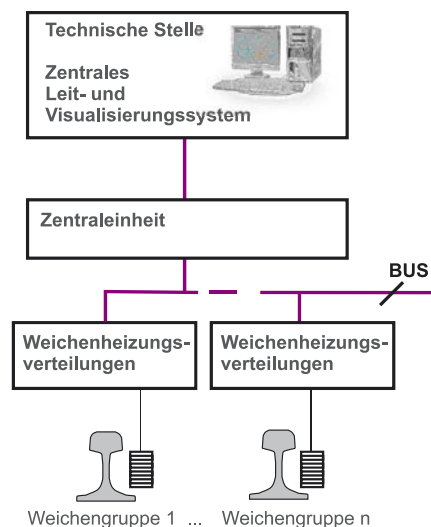 Technische Stelle
Zentrales
Leit- und
Visualisierungssystem
Zentraleinheit
BUS
Weichenheizungs-
verteilungen
Weichenheizungs-
verteilungen
Weichengruppe 1 ... Weichengruppe n